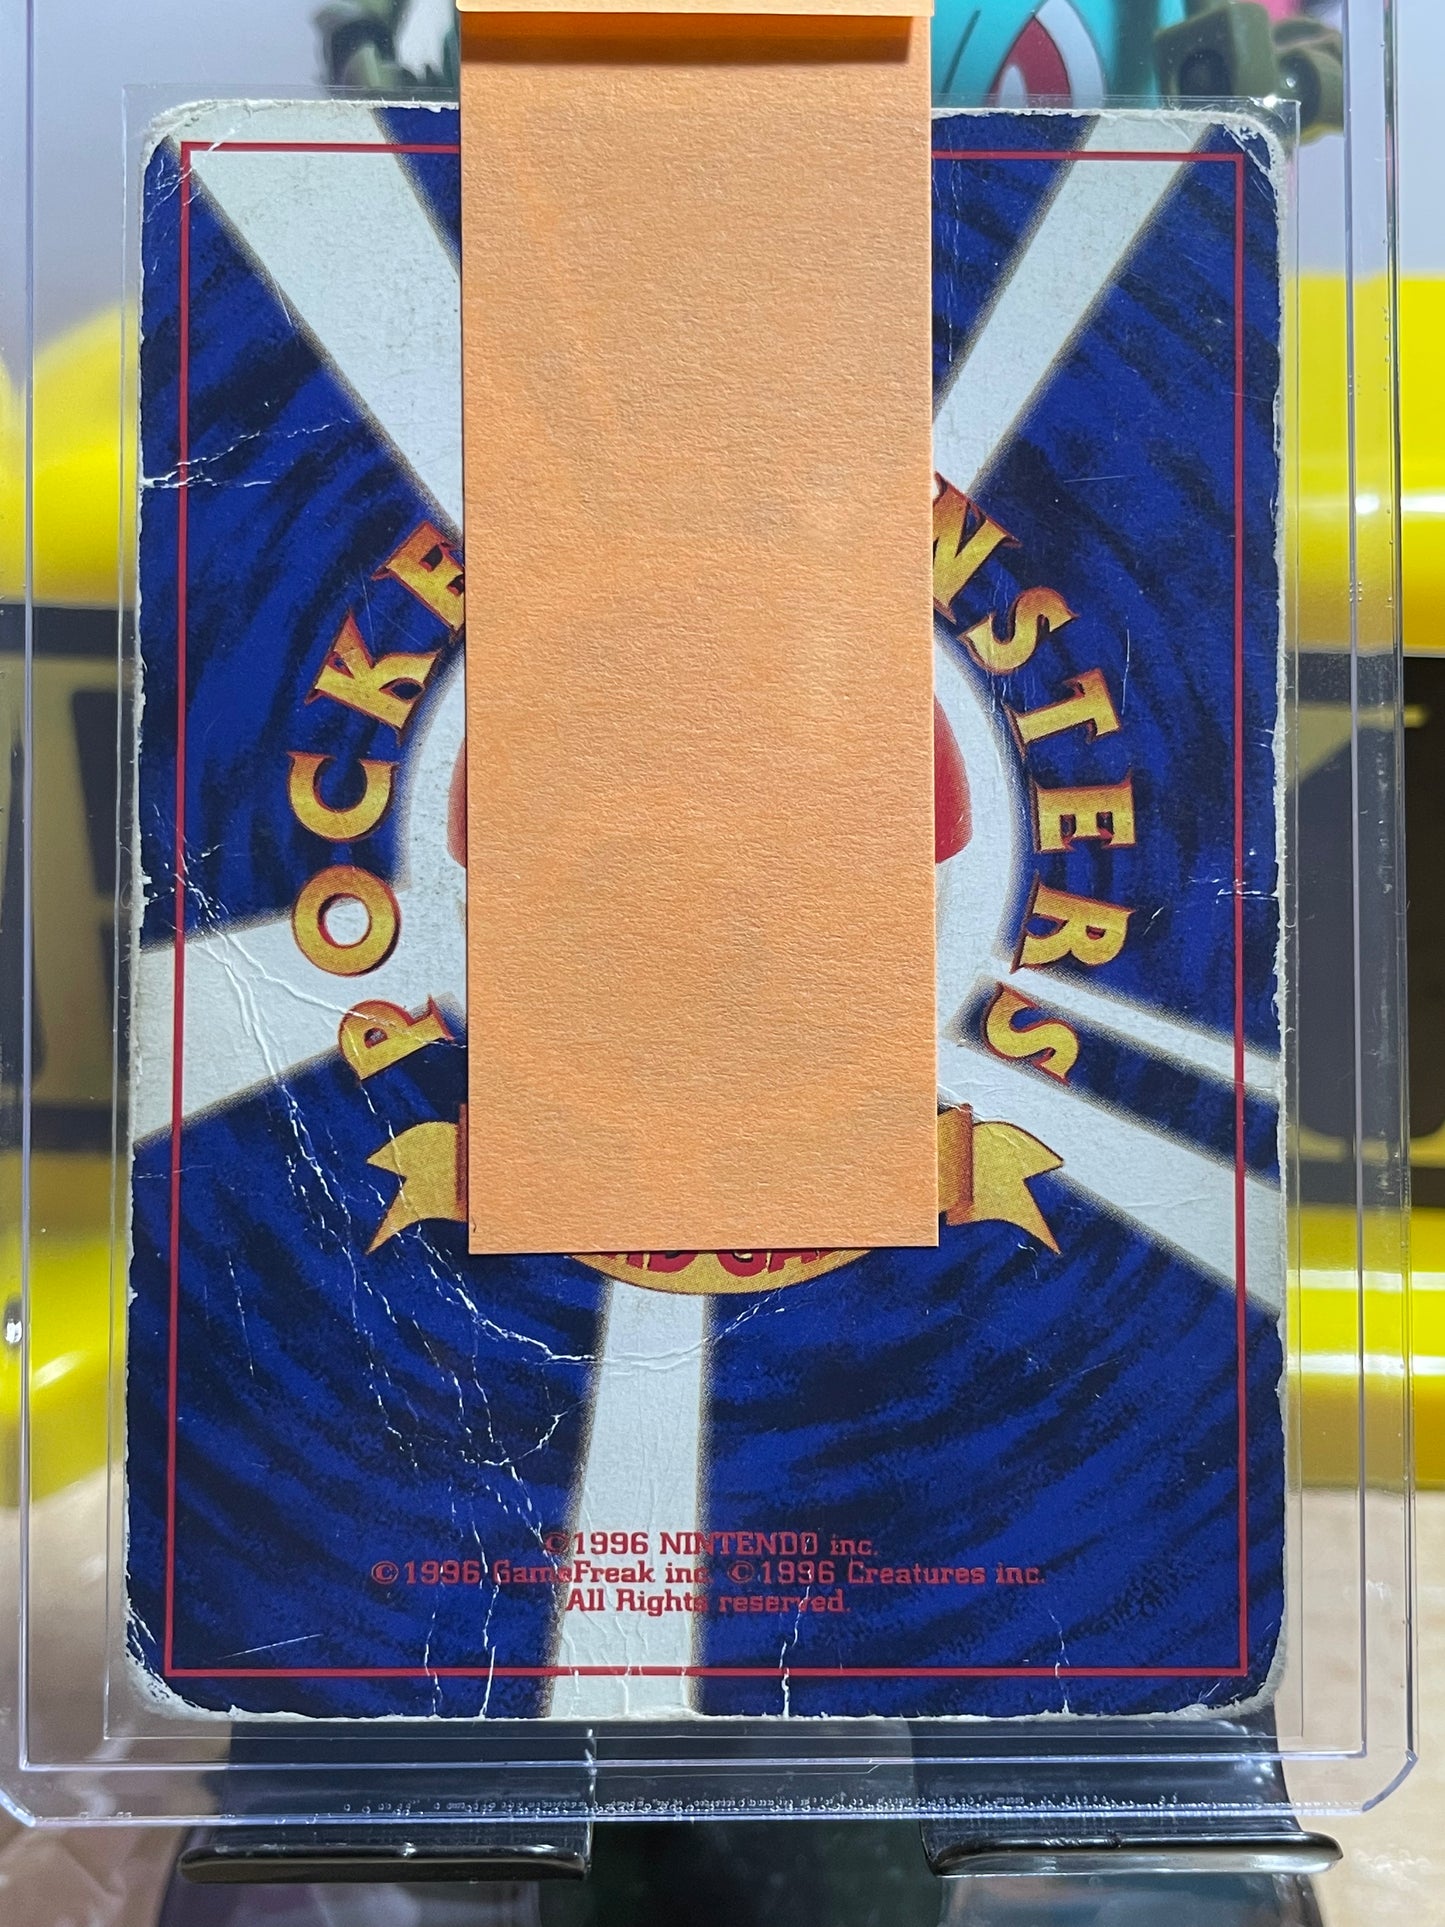 POCKE
NSTERS
©1996 NINTENDO inc.
©1996 GameFreak inc. ©1996 Creatures inc.
All Rights reserved.